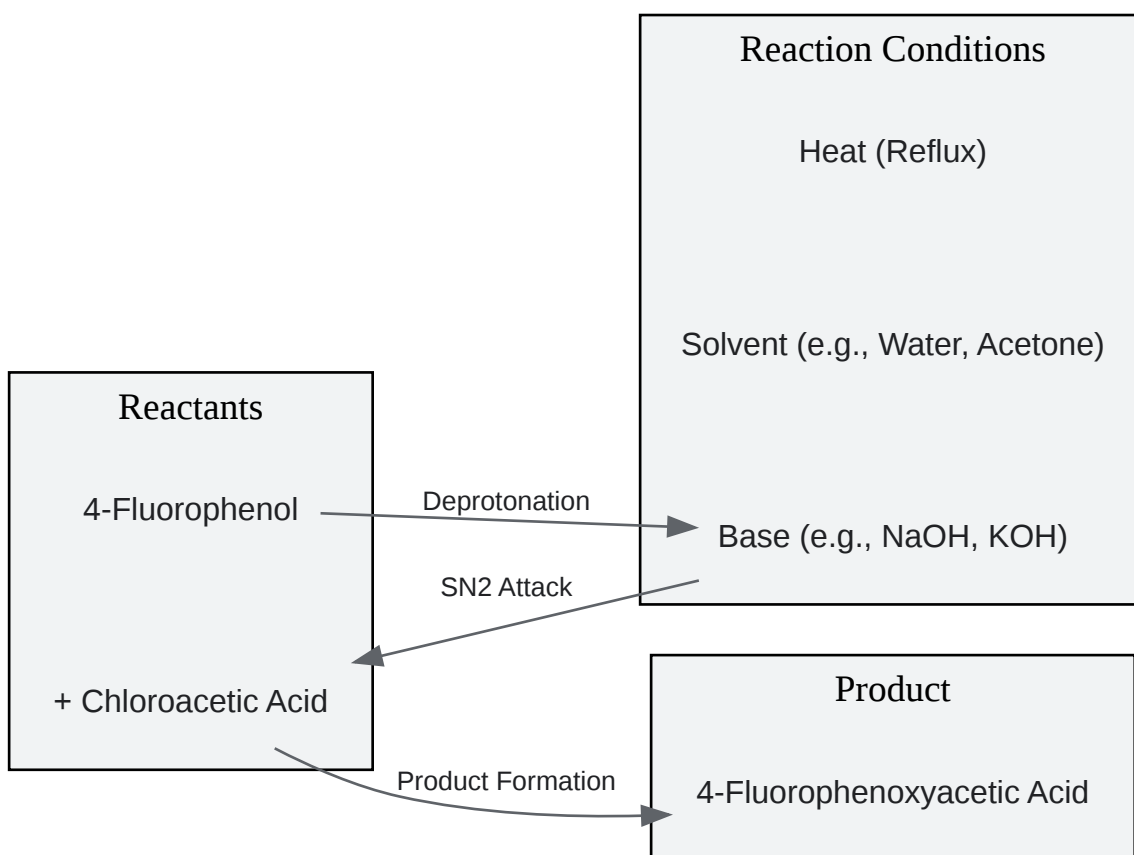 Reaction Conditions
Heat (Reflux)
Solvent (e.g., Water, Acetone)
Reactants
4-Fluorophenol
Deprotonation
Base (e.g., NaOH, KOH)
SN2 Attack
+ Chloroacetic Acid
Product
Product Formation
4-Fluorophenoxyacetic Acid